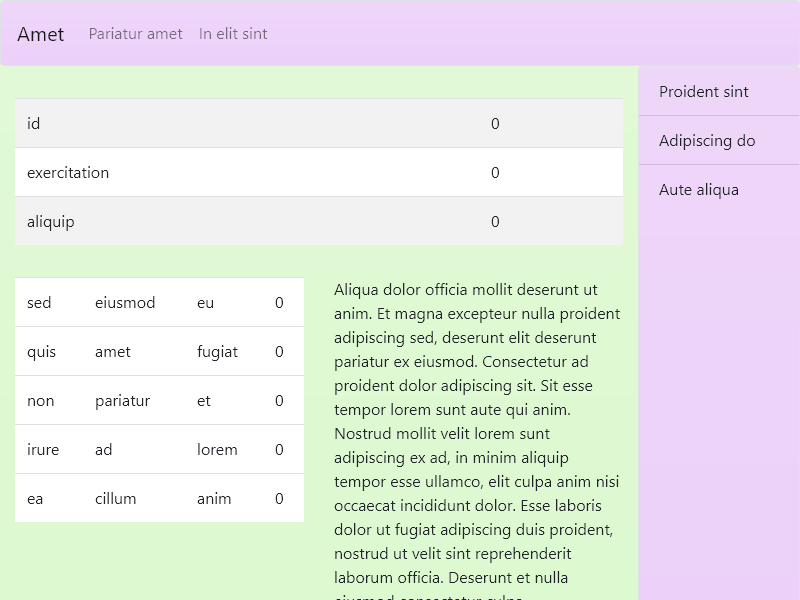 Amet Pariatur amet In elit sint
Proident sint
Adipiscing do
Aute aliqua
id 0
exercitation 0
aliquip 0
sed eiusmod eu 0
quis amet fugiat 0
non pariatur et 0
irure ad lorem 0
ea cillum anim 0
Aliqua dolor officia mollit deserunt ut
anim. Et magna excepteur nulla proident
adipiscing sed, deserunt elit deserunt
pariatur ex eiusmod. Consectetur ad
proident dolor adipiscing sit. Sit esse
tempor lorem sunt aute qui anim.
Nostrud mollit velit lorem sunt
adipiscing ex ad, in minim aliquip
tempor esse ullamco, elit culpa anim nisi
occaecat incididunt dolor. Esse laboris
dolor ut fugiat adipiscing duis proident,
nostrud ut velit sint reprehenderit
laborum officia. Deserunt et nulla